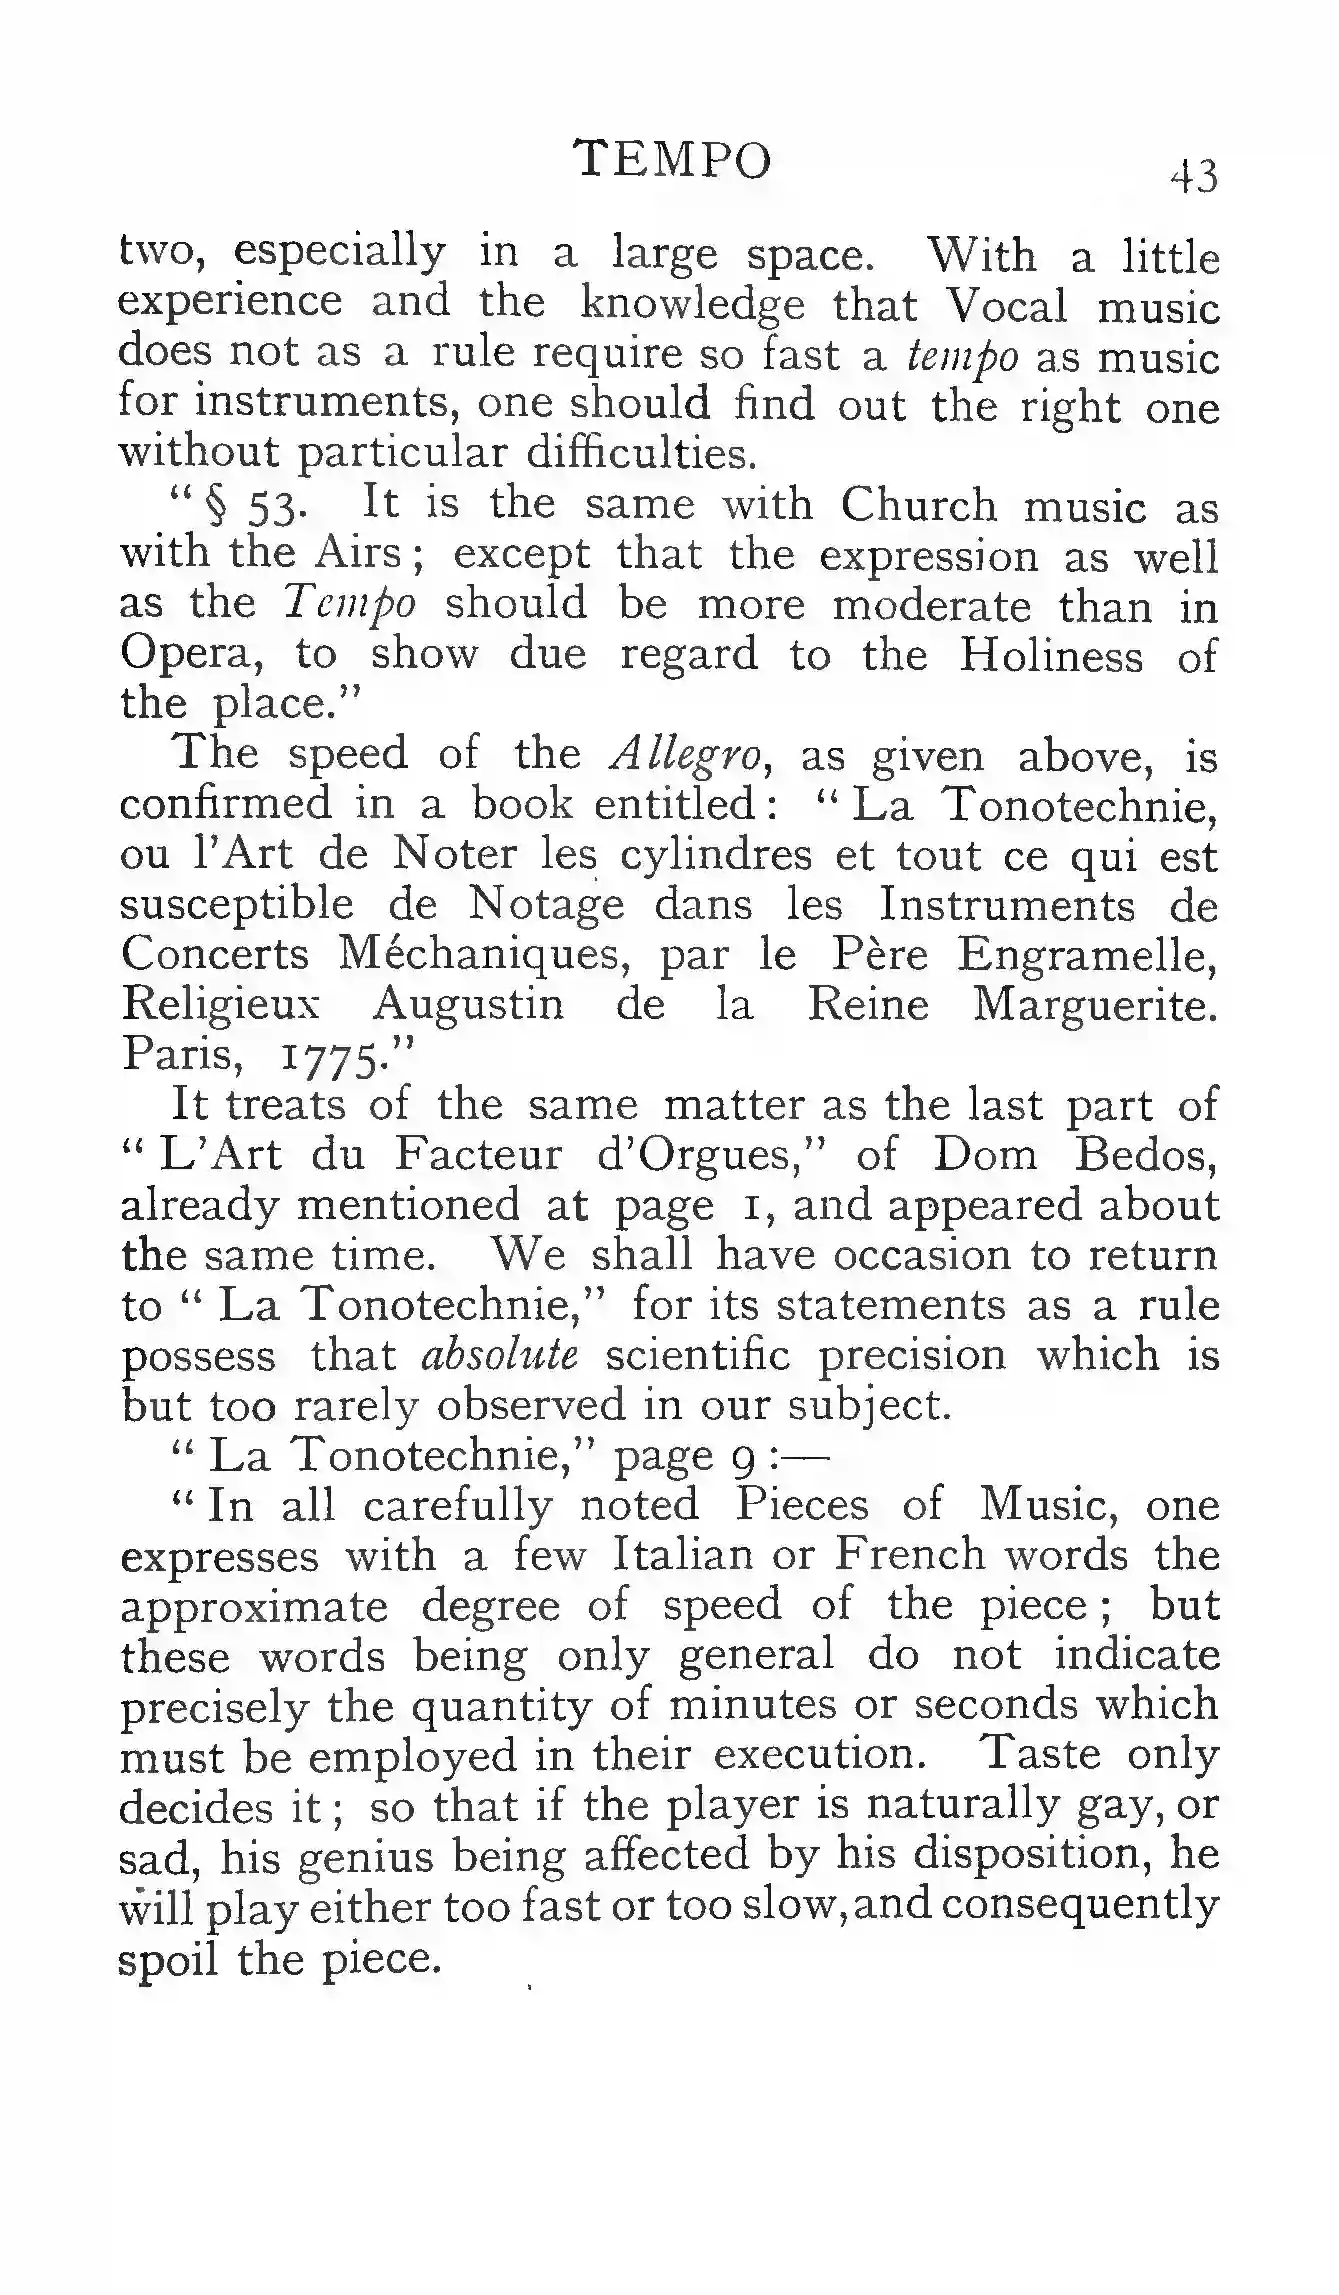 TEMPO 43
two, especially in a large space. With a little
experience and the knowledge that Vocal music
does not as a rule require so fast a tempo as music
for instruments, one should find out the right one
without particular difficulties.
“ § 53. It is the same with Church music as
with the Airs ; except that the expression as well
as the Tempo should be more moderate than in
Opera, to show due regard to the Holiness of
the place.”
The speed of the Allegro, as given above, is
confirmed in a book entitled : “ La Tonotechnie,
ou l’Art de Noter les cylindres et tout ce qui est
susceptible de Notage dans les Instruments de
Concerts Méchaniques, par le Père Engramelle,
Religieux Augustin de la Reine Marguerite.
Paris, 1775.”
It treats of the same matter as the last part of
“ L’Art du Facteur d’Orgues,” of Dom Bedos,
already mentioned at page 1, and appeared about
the same time. We shall have occasion to return
to “ La Tonotechnie,” for its statements as a rule
possess that absolute scientific precision which is
but too rarely observed in our subject.
“ La Tonotechnie,” page 9 :—
“ In all carefully noted Pieces of Music, one
expresses with a few Italian or French words the
approximate degree of speed of the piece ; but
these words being only general do not indicate
precisely the quantity of minutes or seconds which
must be employed in their execution. Taste only
decides it ; so that if the player is naturally gay, or
sad, his genius being affected by his disposition, he
will play either too fast or too slow, and consequently
spoil the piece.